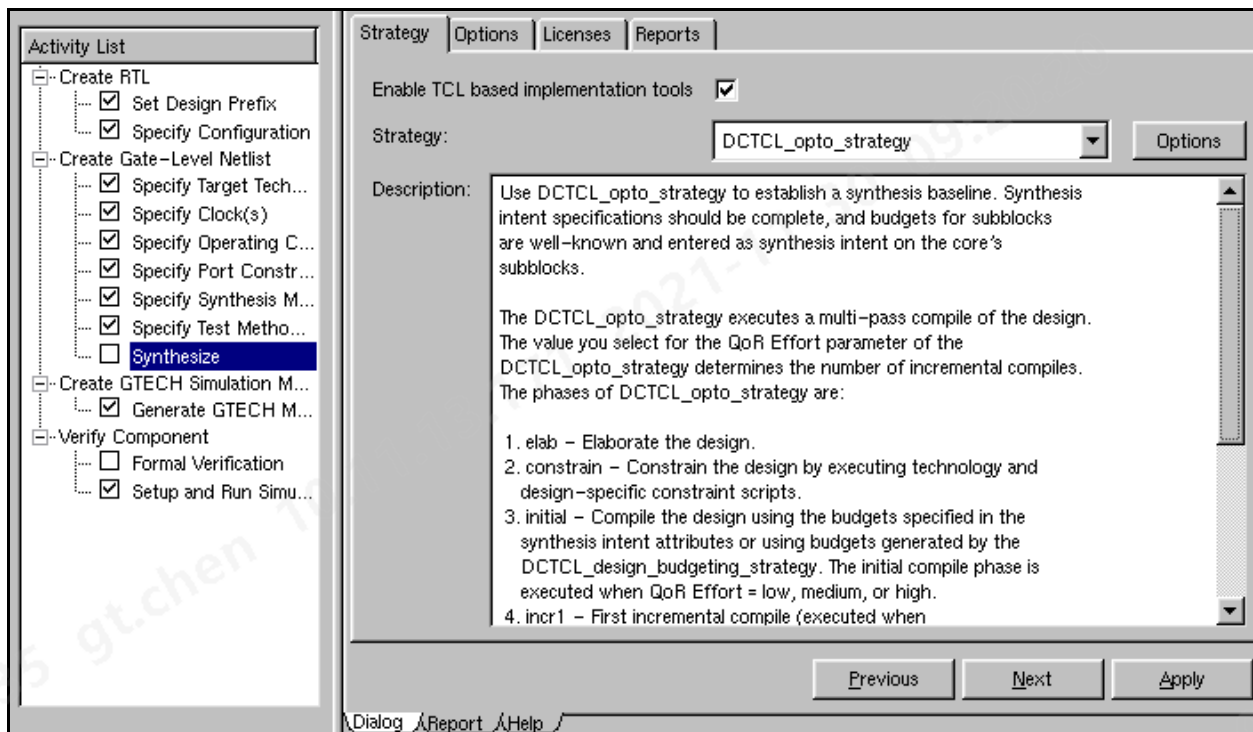 Activity List
Create RTL
Set Design Prefix
Specify Configuration
Create Gate-Level Netlist
Specify Target Tech...
Specify Clock(s)
Specify Operating C...
Specify Port Constr...
Specify Synthesis M...
Specify Test Metho...
Synthesize
Create GTECH Simulation M...
Generate GTECH M...
Verify Component
Formal Verification
Setup and Run Simu...
Strategy Options Licenses Reports
Enable TCL based implementation tools
Strategy: DCTCL_opto_strategy Options
Description:
Use DCTCL_opto_strategy to establish a synthesis baseline. Synthesis
intent specifications should be complete, and budgets for subblocks
are well-known and entered as synthesis intent on the core's
subblocks.
The DCTCL_opto_strategy executes a multi-pass compile of the design.
The value you select for the QoR Effort parameter of the
DCTCL_opto_strategy determines the number of incremental compiles.
The phases of DCTCL_opto_strategy are:
1. elab - Elaborate the design.
2. constrain - Constrain the design by executing technology and
design-specific constraint scripts.
3. initial - Compile the design using the budgets specified in the
synthesis intent attributes or using budgets generated by the
DCTCL_design_budgeting_strategy. The initial compile phase is
executed when QoR Effort = low, medium, or high.
4. incr1 - First incremental compile (executed when
Previous Next Apply
Dialog Report Help
gt.chen